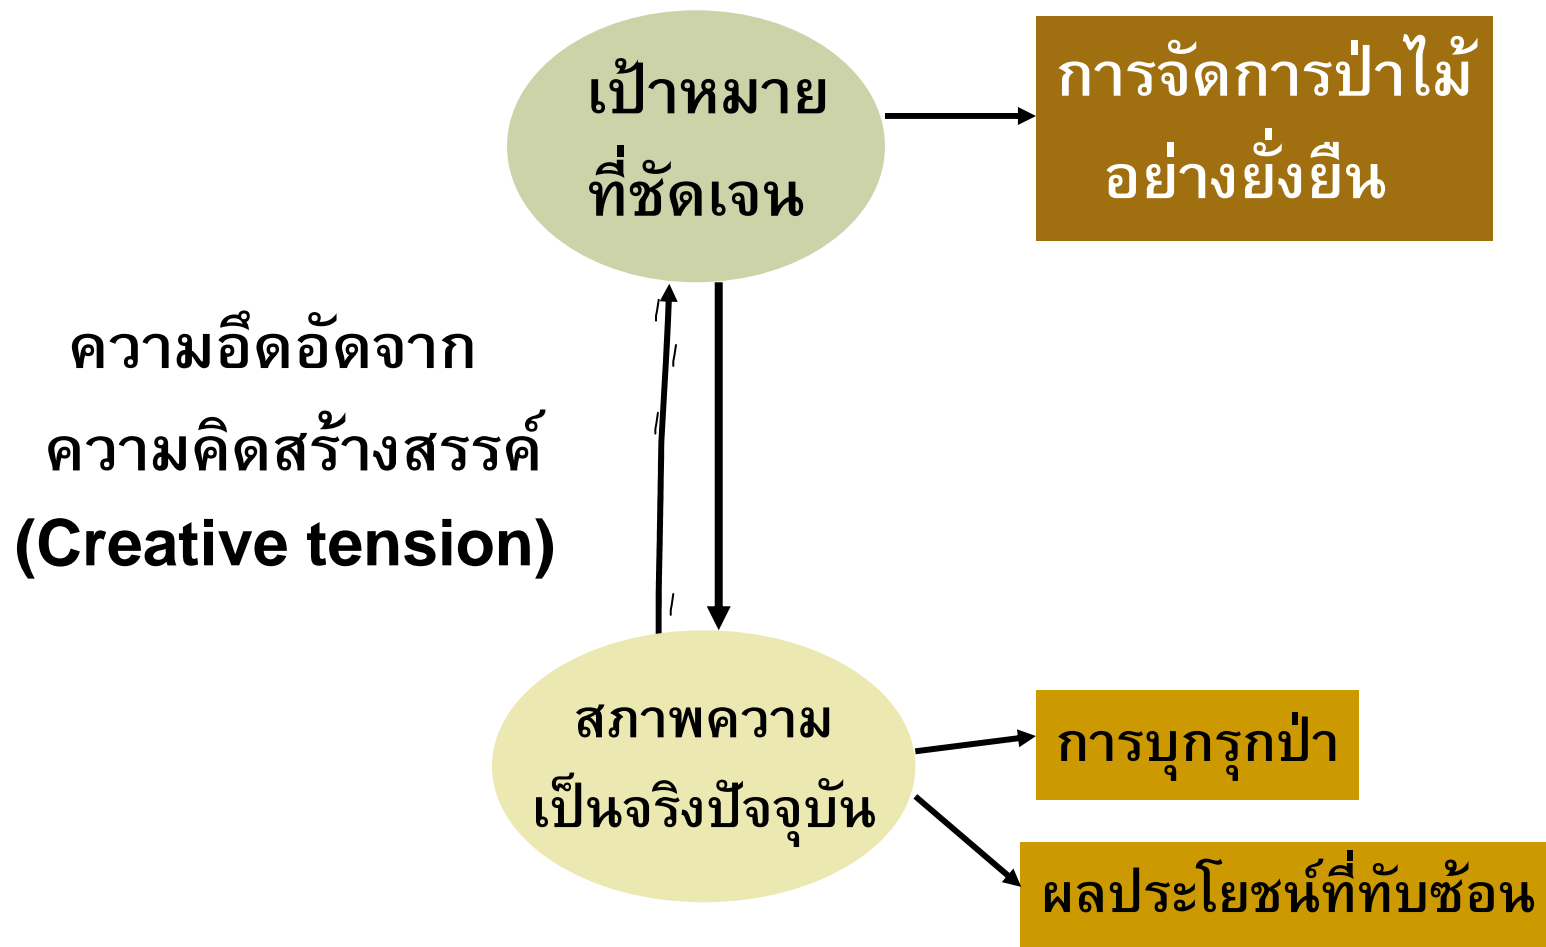 เป้าหมาย
ที่ชัดเจน
การจัดการป่าไม้
อย่างยั่งยืน
ความอึดอัดจาก
ความคิดสร้างสรรค์
(Creative tension)
สภาพความ
เป็นจริงปัจจุบัน
การบุกรุกป่า
ผลประโยชน์ที่ทับซ้อน